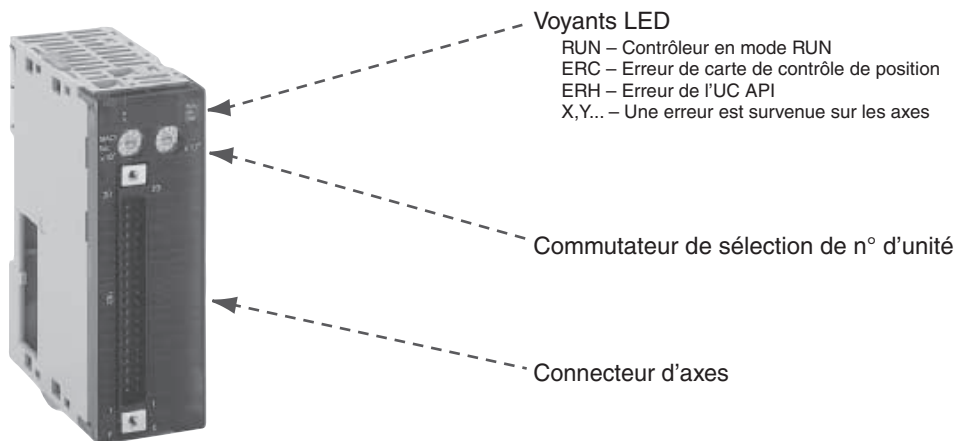 Voyants LED
RUN – Contrôleur en mode RUN
ERC – Erreur de carte de contrôle de position
ERH – Erreur de l'UC API
X,Y... – Une erreur est survenue sur les axes
Commutateur de sélection de n° d'unité
Connecteur d'axes